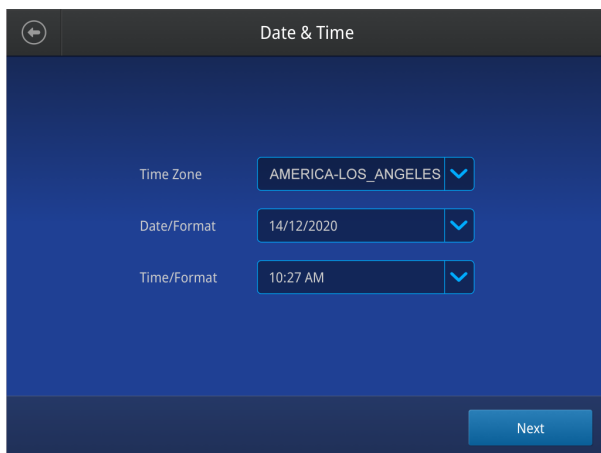 Date & Time
Time Zone AMERICA-LOS_ANGELES
Date/Format 14/12/2020
Time/Format 10:27 AM
Next